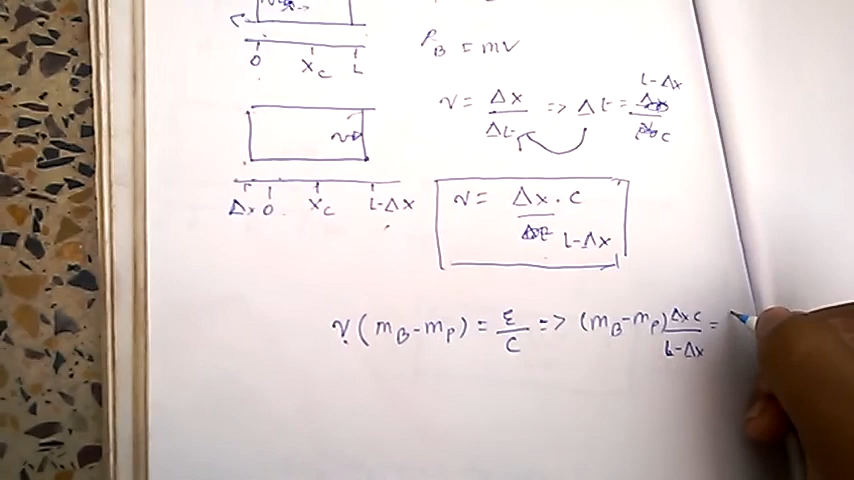 0 X_C L
P_B = mv
v = Δx / Δt => Δt = L-Δx / c
Δx 0 X_C L-Δx
v = Δx . c / L-Δx
v (m_B - m_P) = ε / c => (m_B - m_P) Δx c / L-Δx =